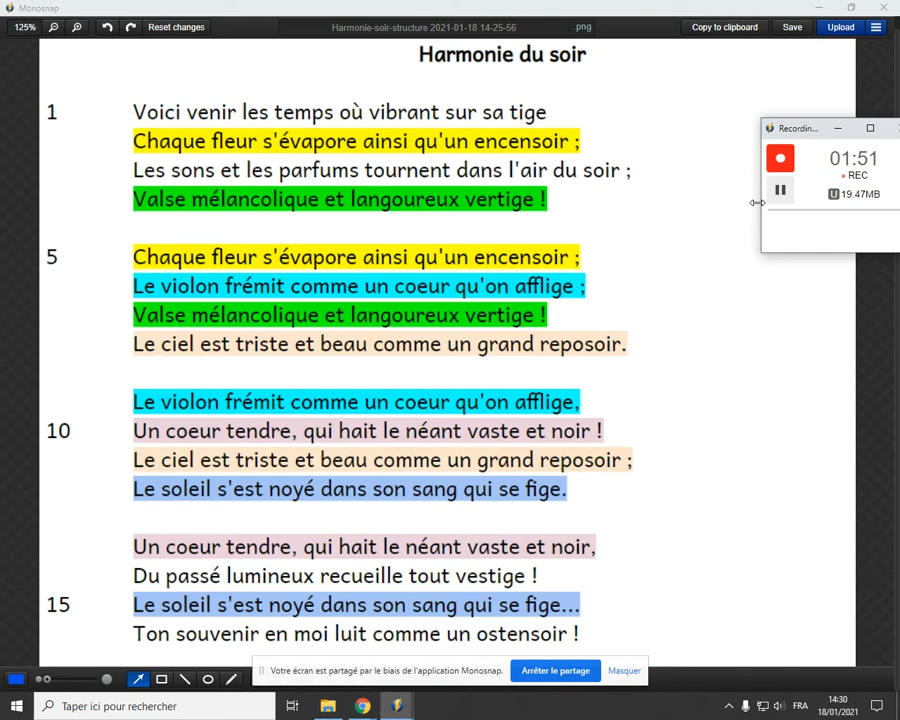 Monosnap
125%
Reset changes
Harmonie-soir-structure 2021-01-18 14-25-56
png
Copy to clipboard
Save
Upload
Harmonie du soir
1 Voici venir les temps où vibrant sur sa tige
Chaque fleur s'évapore ainsi qu'un encensoir ;
Les sons et les parfums tournent dans l'air du soir ;
Valse mélancolique et langoureux vertige !
5 Chaque fleur s'évapore ainsi qu'un encensoir ;
Le violon frémit comme un coeur qu'on afflige ;
Valse mélancolique et langoureux vertige !
Le ciel est triste et beau comme un grand reposoir.
Le violon frémit comme un coeur qu'on afflige,
10 Un coeur tendre, qui hait le néant vaste et noir !
Le ciel est triste et beau comme un grand reposoir ;
Le soleil s'est noyé dans son sang qui se fige.
Un coeur tendre, qui hait le néant vaste et noir,
Du passé lumineux recueille tout vestige !
15 Le soleil s'est noyé dans son sang qui se fige...
Ton souvenir en moi luit comme un ostensoir !
Recordin...
01:51
REC
U 19.47MB
Votre écran est partagé par le biais de l'application Monosnap.
Arrêter le partage
Masquer
Taper ici pour rechercher
FRA
14:30
18/01/2021